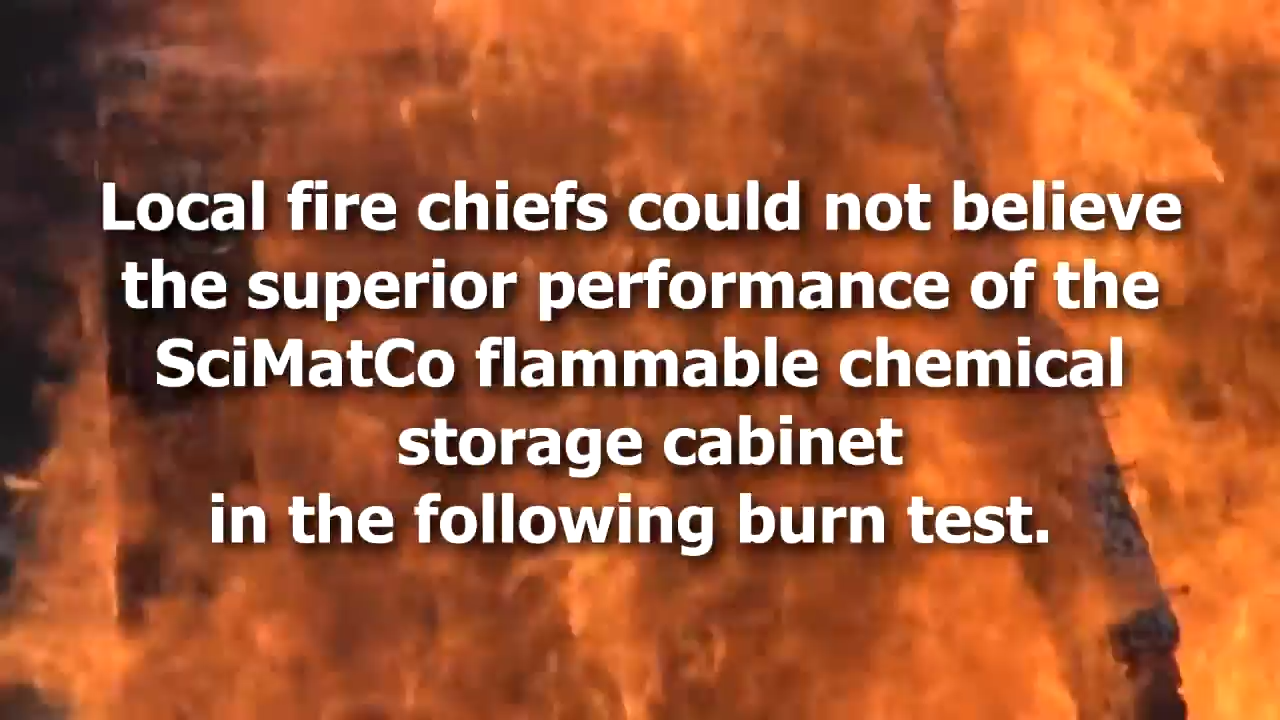 Local fire chiefs could not believe
the superior performance of the
SciMatCo flammable chemical
storage cabinet
in the following burn test.